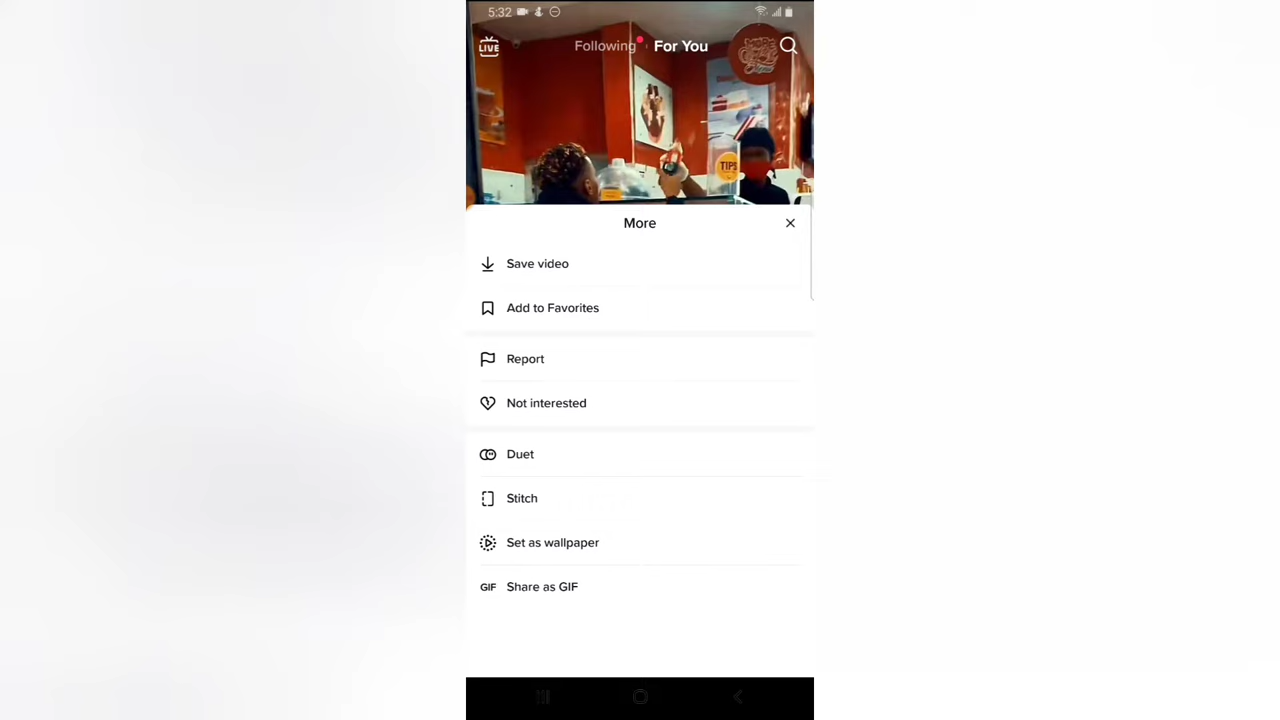 5:32
LIVE
Following
For You
TIPS
More
Save video
Add to Favorites
Report
Not interested
Duet
Stitch
Set as wallpaper
GIF Share as GIF